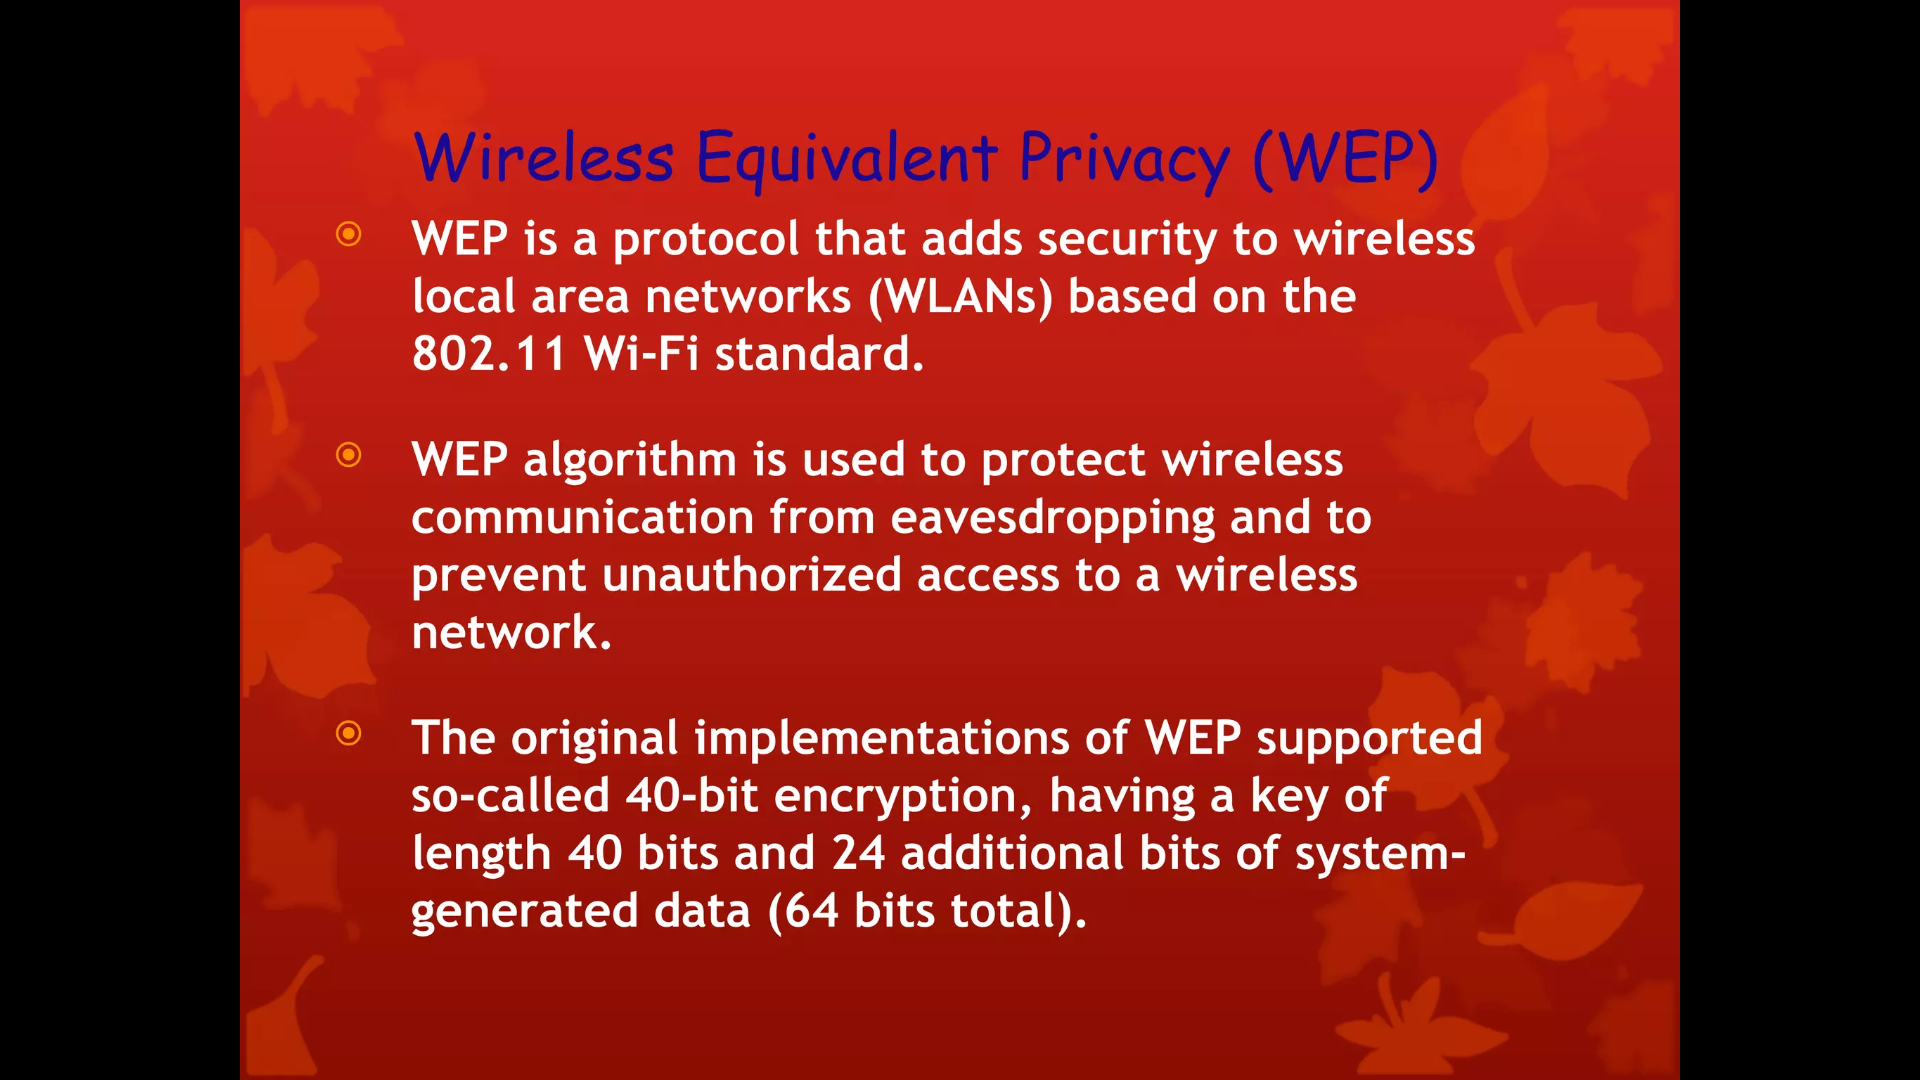 Wireless Equivalent Privacy (WEP)
WEP is a protocol that adds security to wireless
local area networks (WLANs) based on the
802.11 Wi-Fi standard.
WEP algorithm is used to protect wireless
communication from eavesdropping and to
prevent unauthorized access to a wireless
network.
The original implementations of WEP supported
so-called 40-bit encryption, having a key of
length 40 bits and 24 additional bits of system-
generated data (64 bits total).